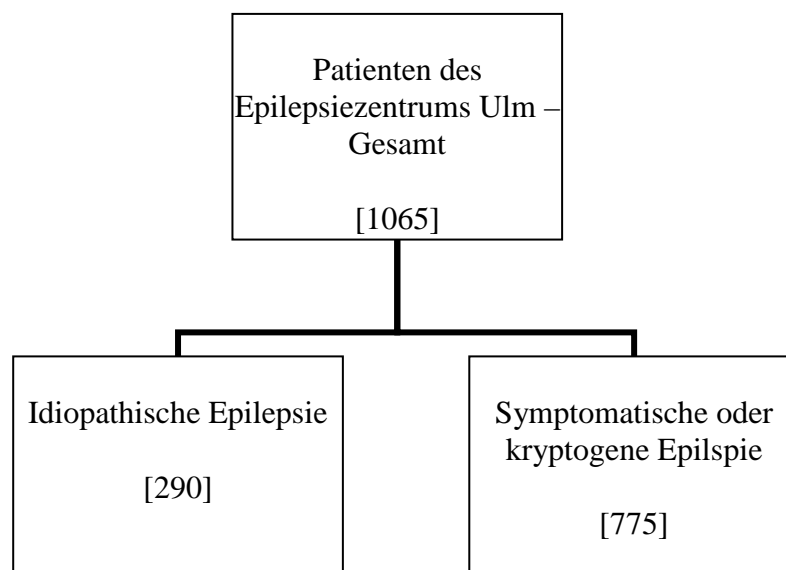 Patienten des
Epilepsiezentrums Ulm –
Gesamt
[1065]
Idiopathische Epilepsie
[290]
Symptomatische oder
kryptogene Epilspie
[775]